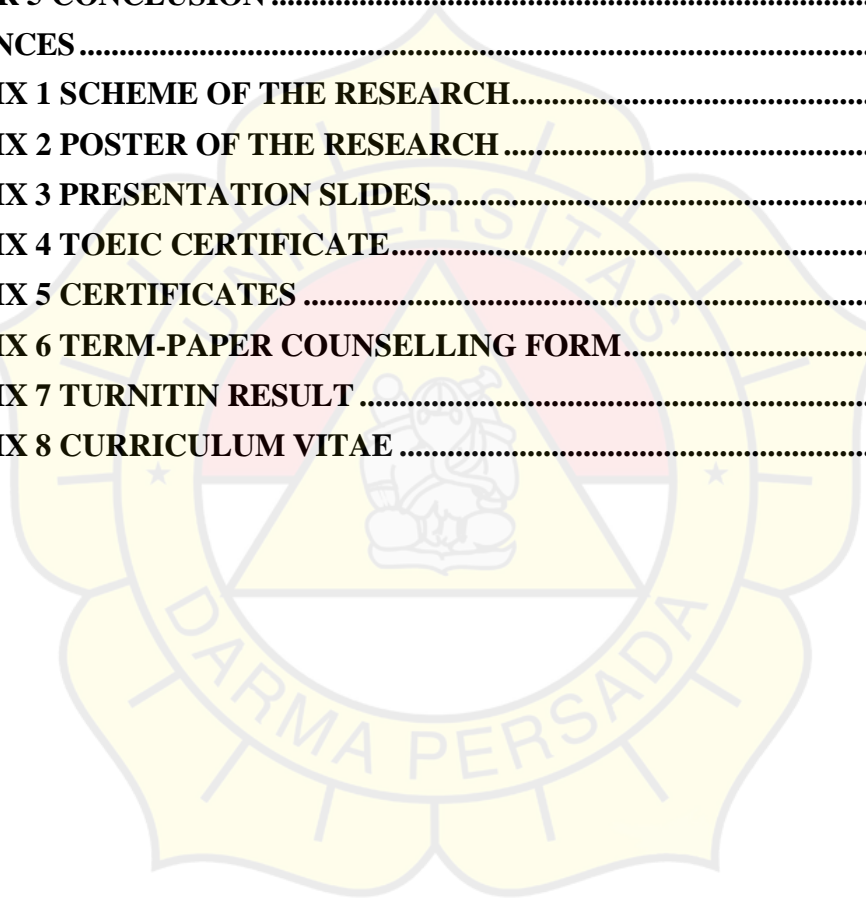 R 5 CONCLUSION ........................................................................
NCES ........................................................................
IX 1 SCHEME OF THE RESEARCH ........................................................................
IX 2 POSTER OF THE RESEARCH ........................................................................
IX 3 PRESENTATION SLIDES ........................................................................
IX 4 TOEIC CERTIFICATE ........................................................................
IX 5 CERTIFICATES ........................................................................
IX 6 TERM-PAPER COUNSELLING FORM ........................................................................
IX 7 TURNITIN RESULT ........................................................................
IX 8 CURRICULUM VITAE ........................................................................
UNIVERSITAS
DARMA PERSADA